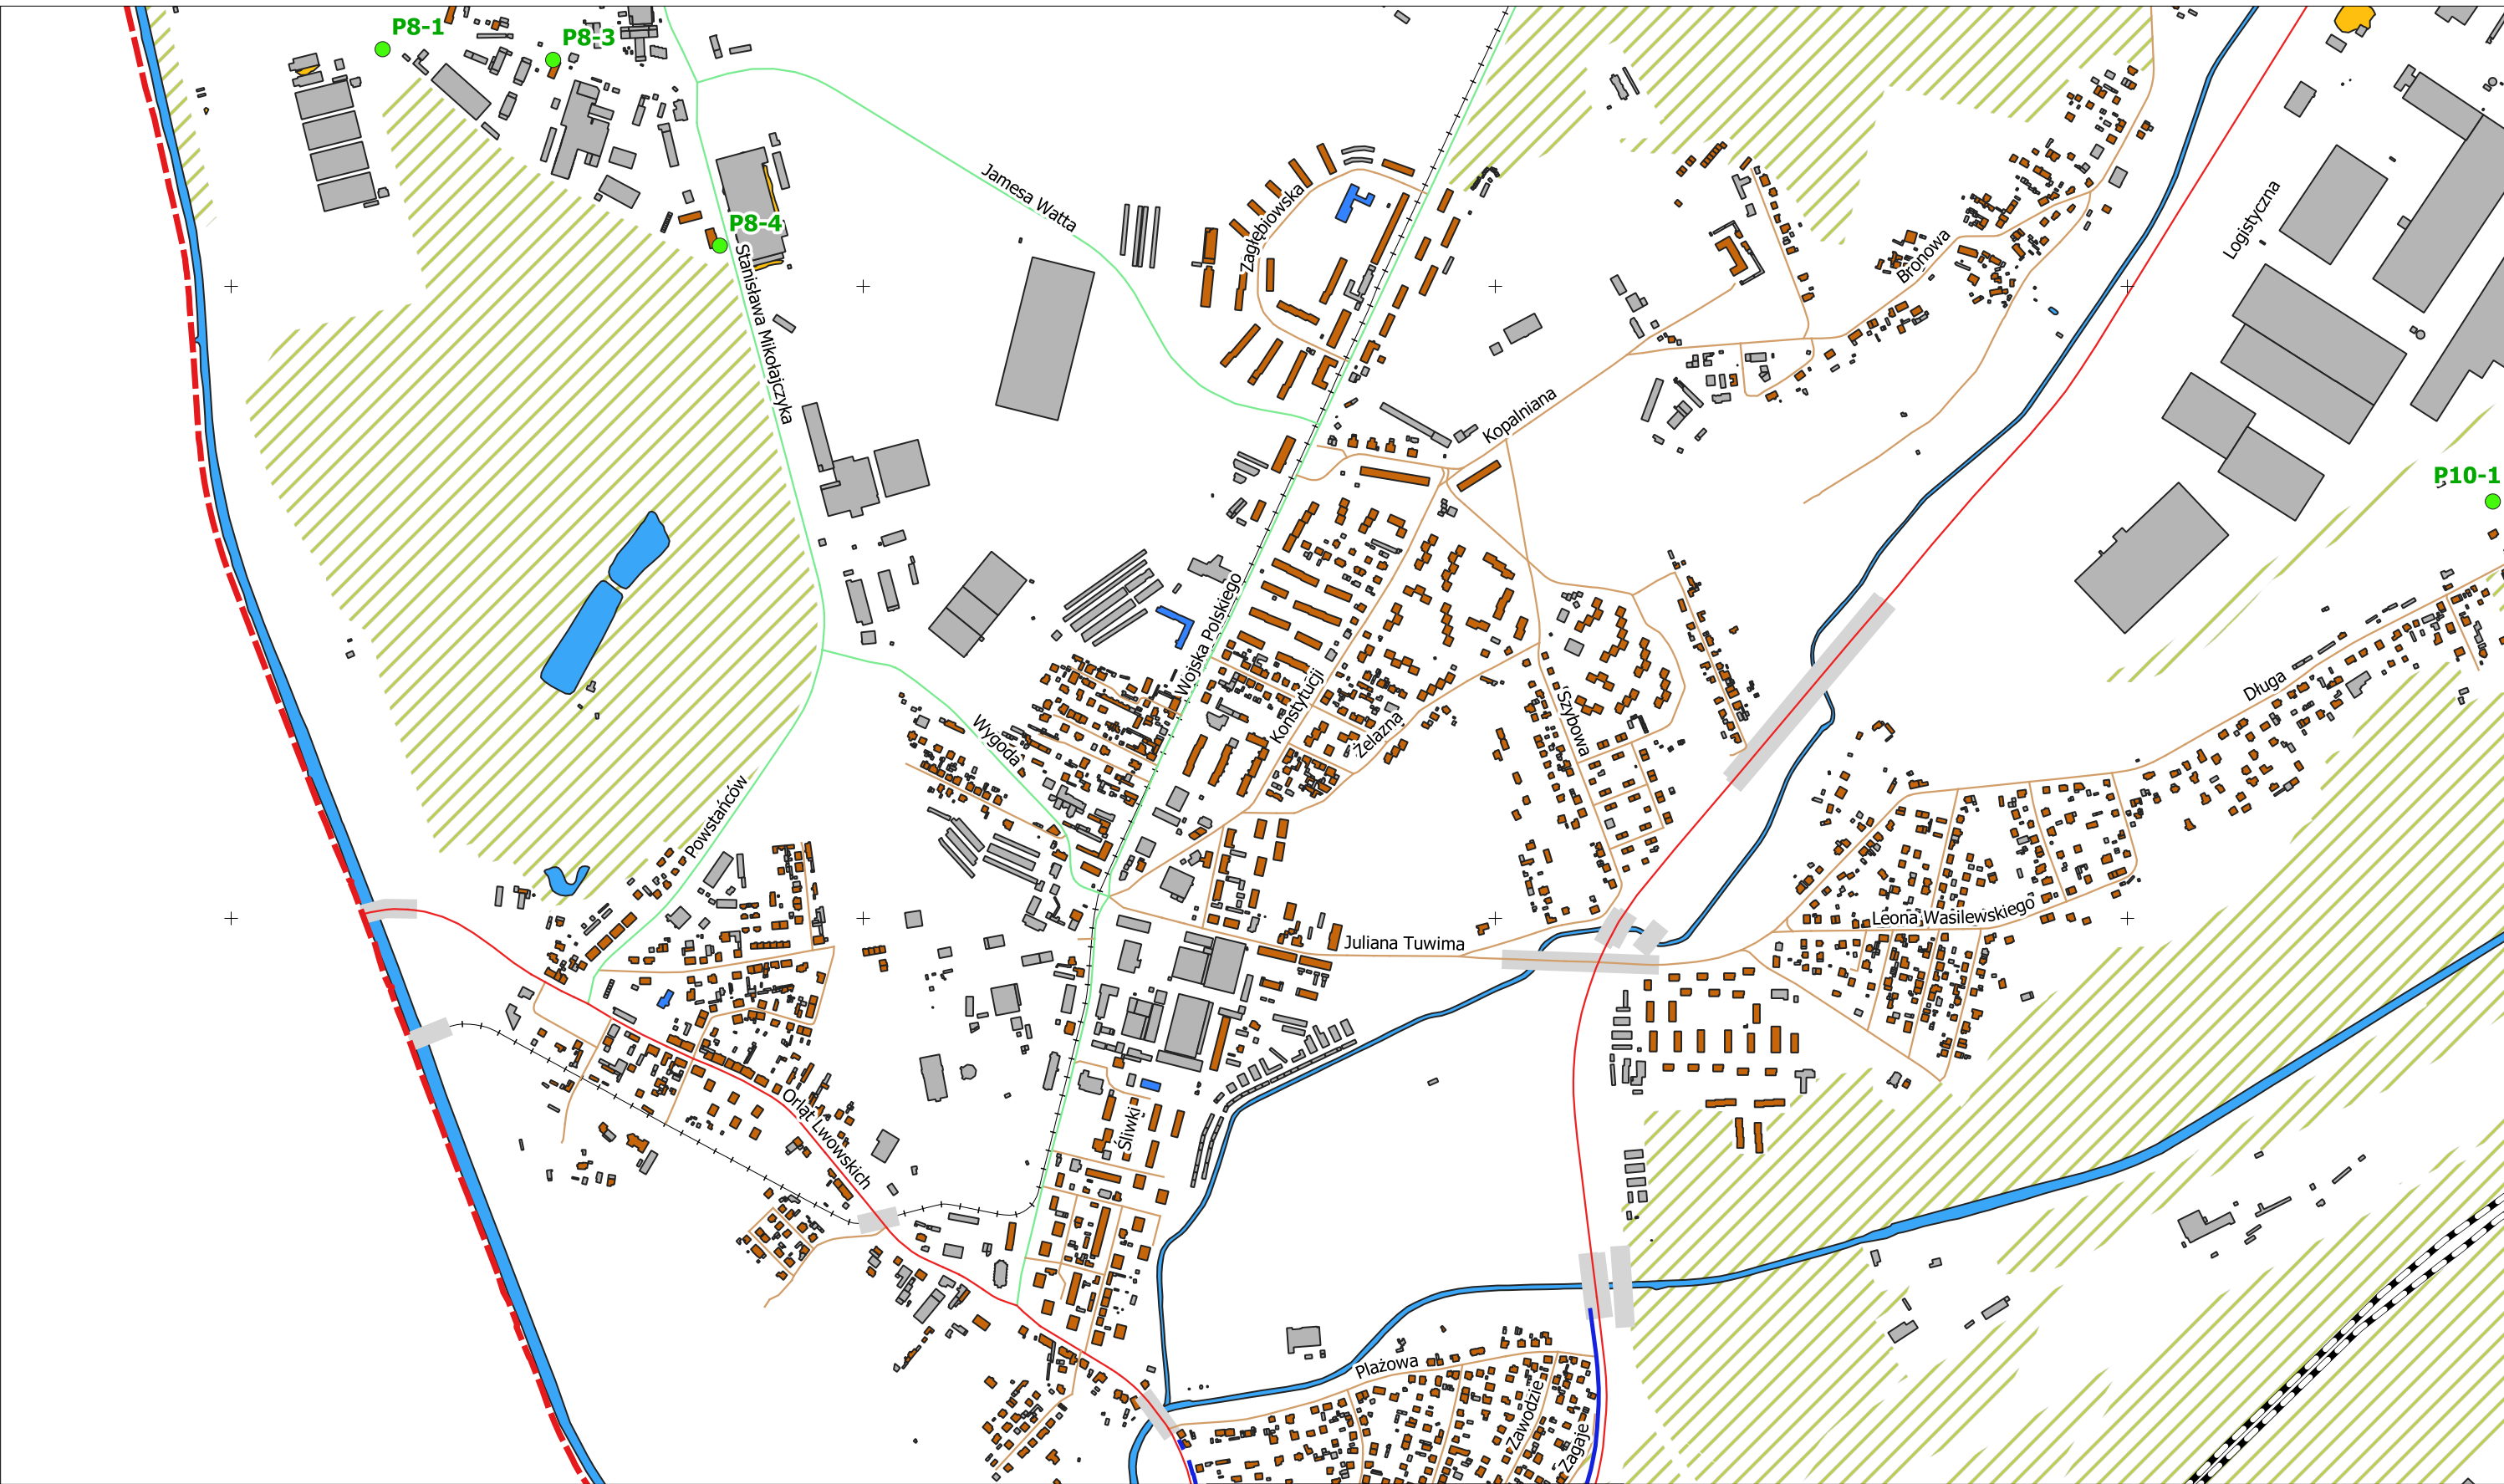 P8-1
P8-3
Jamesa Watta
Zagłębiowska
Logistyczna
P8-4
Bronowa
Stanisława Mikołajczyka
Kopalniana
P10-1
Wojska Polskiego
Konstytucji
Żelazna
Szybowa
Długa
Wygoda
Powstańców
Leona Wasilewskiego
Juliana Tuwima
Śliwki
Orląt Lwowskich
Plażowa
Zawodzie
Zagaje